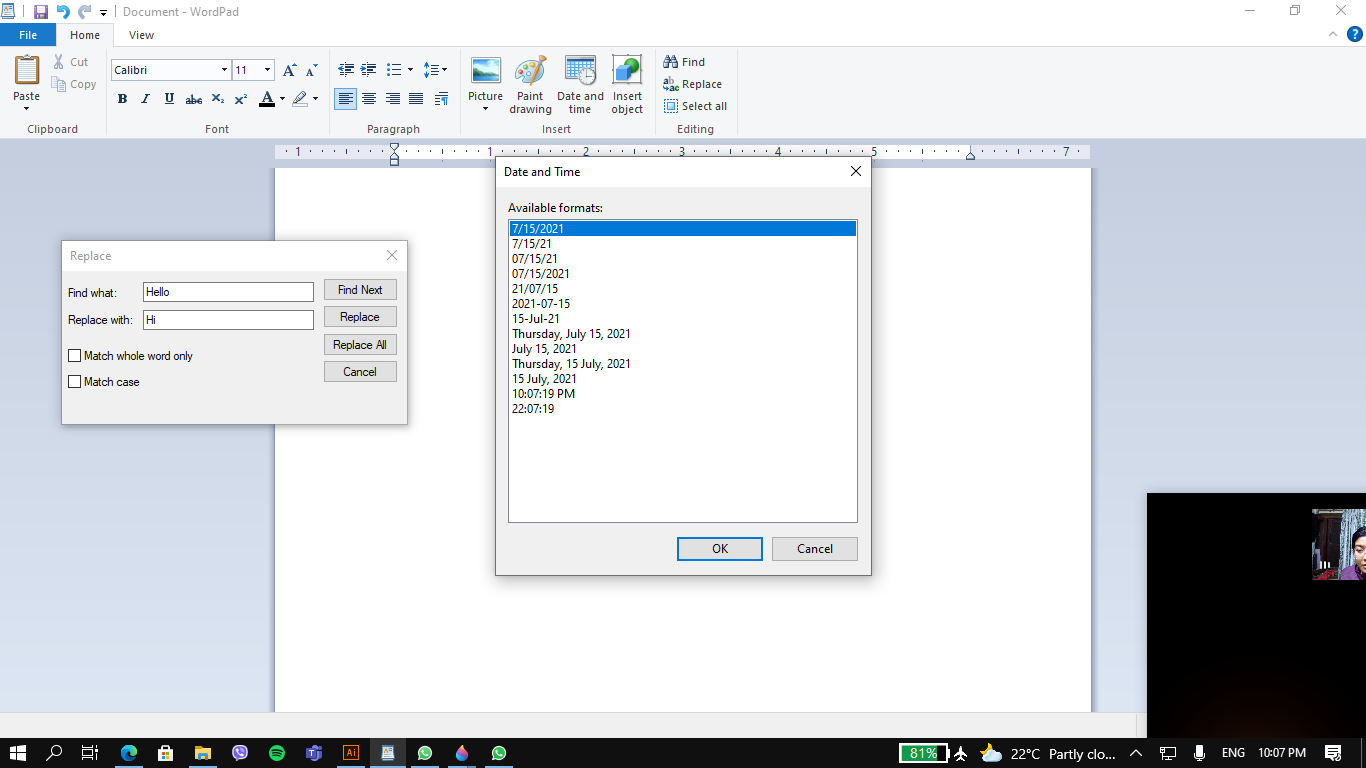 Document - WordPad
File
Home
View
Paste
Cut
Copy
Clipboard
Calibri
11
B I U abc X₂ X² A
Font
Paragraph
Picture
Paint drawing
Date and time
Insert object
Insert
Find
Replace
Select all
Editing
1 1 2 3 4 5 7
Replace
Find what: Hello
Replace with: Hi
Match whole word only
Match case
Find Next
Replace
Replace All
Cancel
Date and Time
Available formats:
7/15/2021
7/15/21
07/15/21
07/15/2021
21/07/15
2021-07-15
15-Jul-21
Thursday, July 15, 2021
July 15, 2021
Thursday, 15 July, 2021
15 July, 2021
10:07:19 PM
22:07:19
OK
Cancel
81%
22°C Partly clo...
ENG
10:07 PM